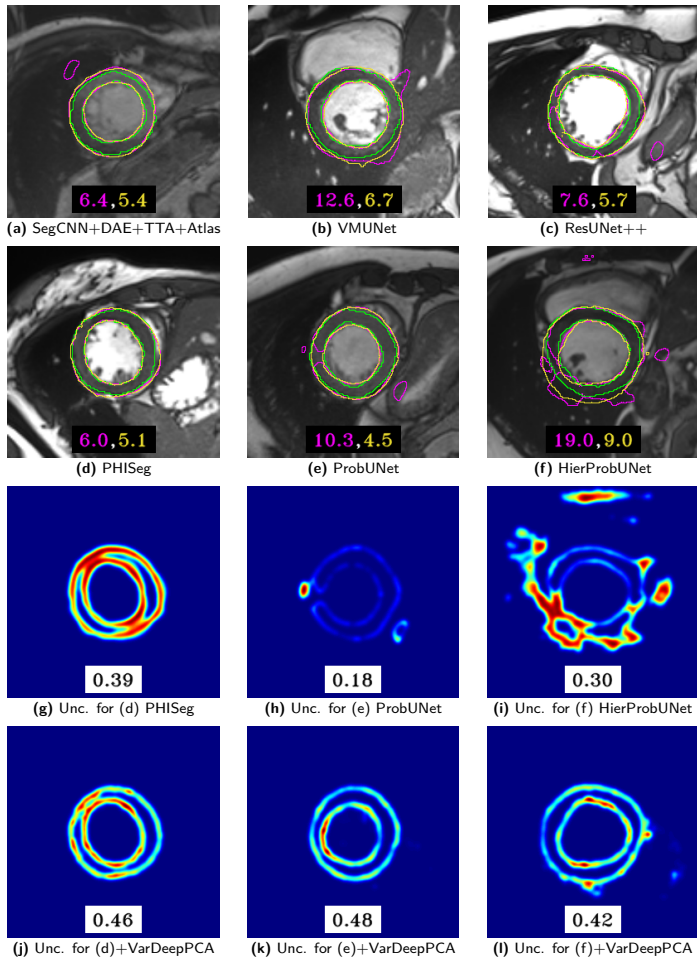 6.4,5.4
12.6,6.7
7.6,5.7
(a) SegCNN+DAE+TTA+Atlas
(b) VMUNet
(c) ResUNet++
6.0,5.1
10.3,4.5
19.0,9.0
(d) PHISeg
(e) ProbUNet
(f) HierProbUNet
0.39
0.18
0.30
(g) Unc. for (d) PHISeg
(h) Unc. for (e) ProbUNet
(i) Unc. for (f) HierProbUNet
0.46
0.48
0.42
(j) Unc. for (d)+VarDeepPCA
(k) Unc. for (e)+VarDeepPCA
(l) Unc. for (f)+VarDeepPCA